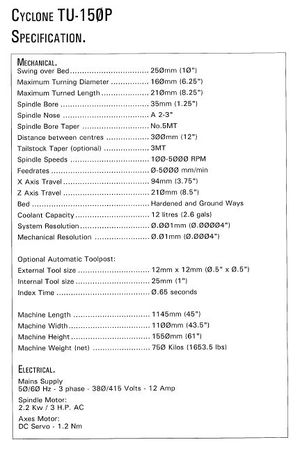 CYCLONE TU-150P
SPECIFICATION.
MECHANICAL.
Swing over Bed............................250mm (10")
Maximum Turning Diameter.............160mm (6.25")
Maximum Turned Length.................210mm (8.25")
Spindle Bore...............................35mm (1.25")
Spindle Nose..............................A 2-3"
Spindle Bore Taper.......................No.5MT
Distance between centres..............300mm (12")
Tailstock Taper (optional)...............3MT
Spindle Speeds...........................100-5000 RPM
Feedrates..................................0-5000 mm/min
X Axis Travel..............................94mm (3.75")
Z Axis Travel..............................210mm (8.5")
Bed.........................................Hardened and Ground Ways
Coolant Capacity.........................12 litres (2.6 gals)
System Resolution.......................0.001mm (0.00004")
Mechanical Resolution..................0.01mm (0.0004")
Optional Automatic Toolpost:
External Tool size........................12mm x 12mm (0.5" x 0.5")
Internal Tool size.........................25mm (1")
Index Time................................0.65 seconds
Machine Length..........................1145mm (45")
Machine Width...........................1100mm (43.5")
Machine Height..........................1550mm (61")
Machine Weight (net)...................750 Kilos (1653.5 lbs)
ELECTRICAL.
Mains Supply
50/60 Hz - 3 phase - 380/415 Volts - 12 Amp
Spindle Motor:
2.2 Kw / 3 H.P. AC
Axes Motor:
DC Servo - 1.2 Nm